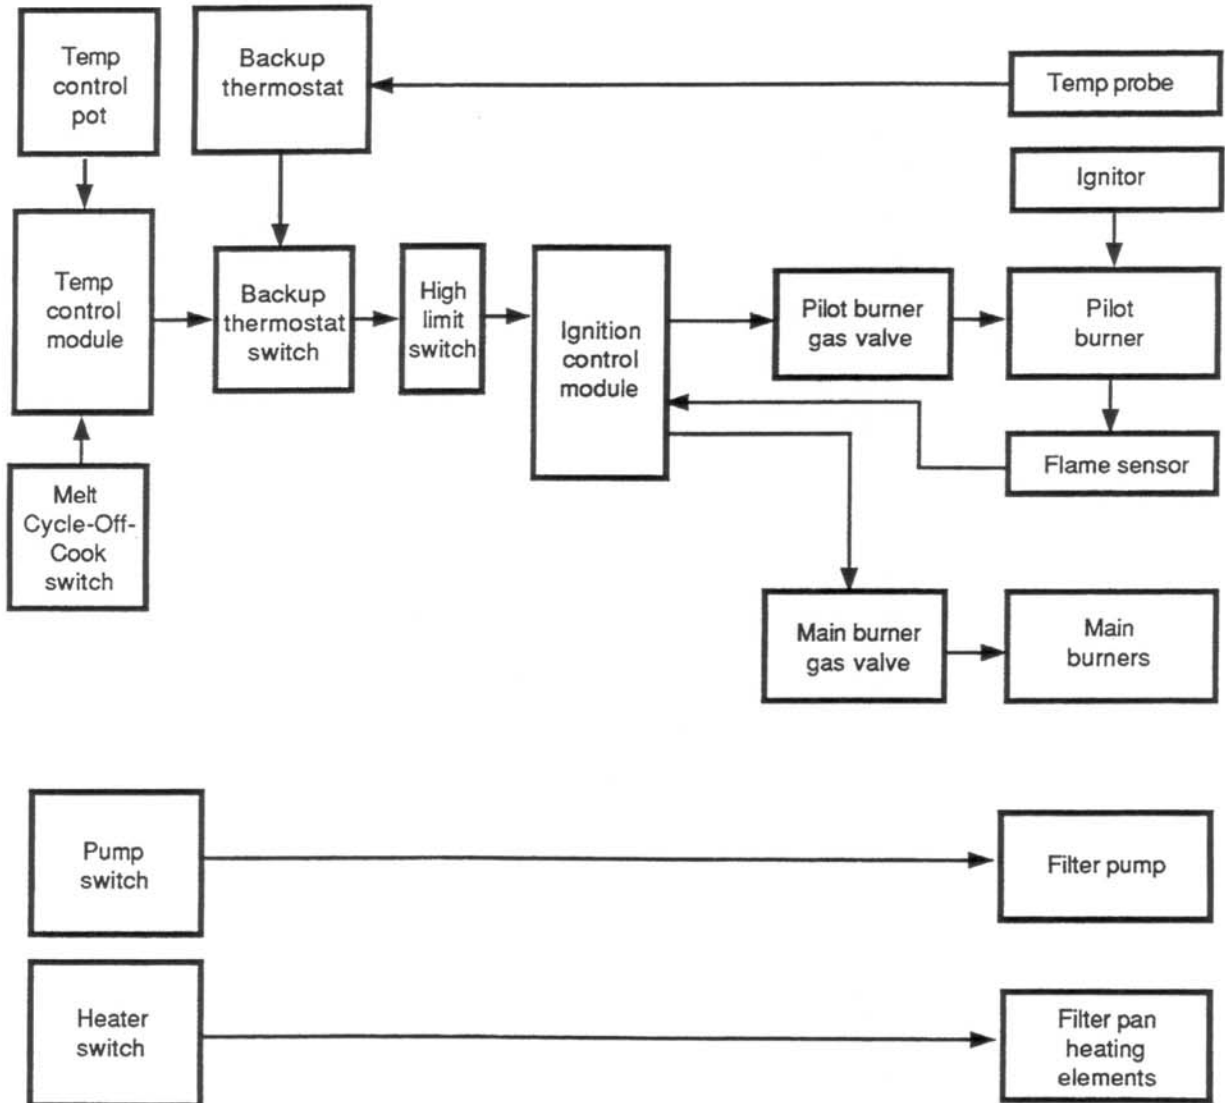 Temp
control
pot
Backup
thermostat
Temp probe
Ignitor
Temp
control
module
Backup
thermostat
switch
High
limit
switch
Ignition
control
module
Pilot burner
gas valve
Pilot
burner
Flame sensor
Melt
Cycle-Off-
Cook
switch
Main burner
gas valve
Main
burners
Pump
switch
Filter pump
Heater
switch
Filter pan
heating
elements